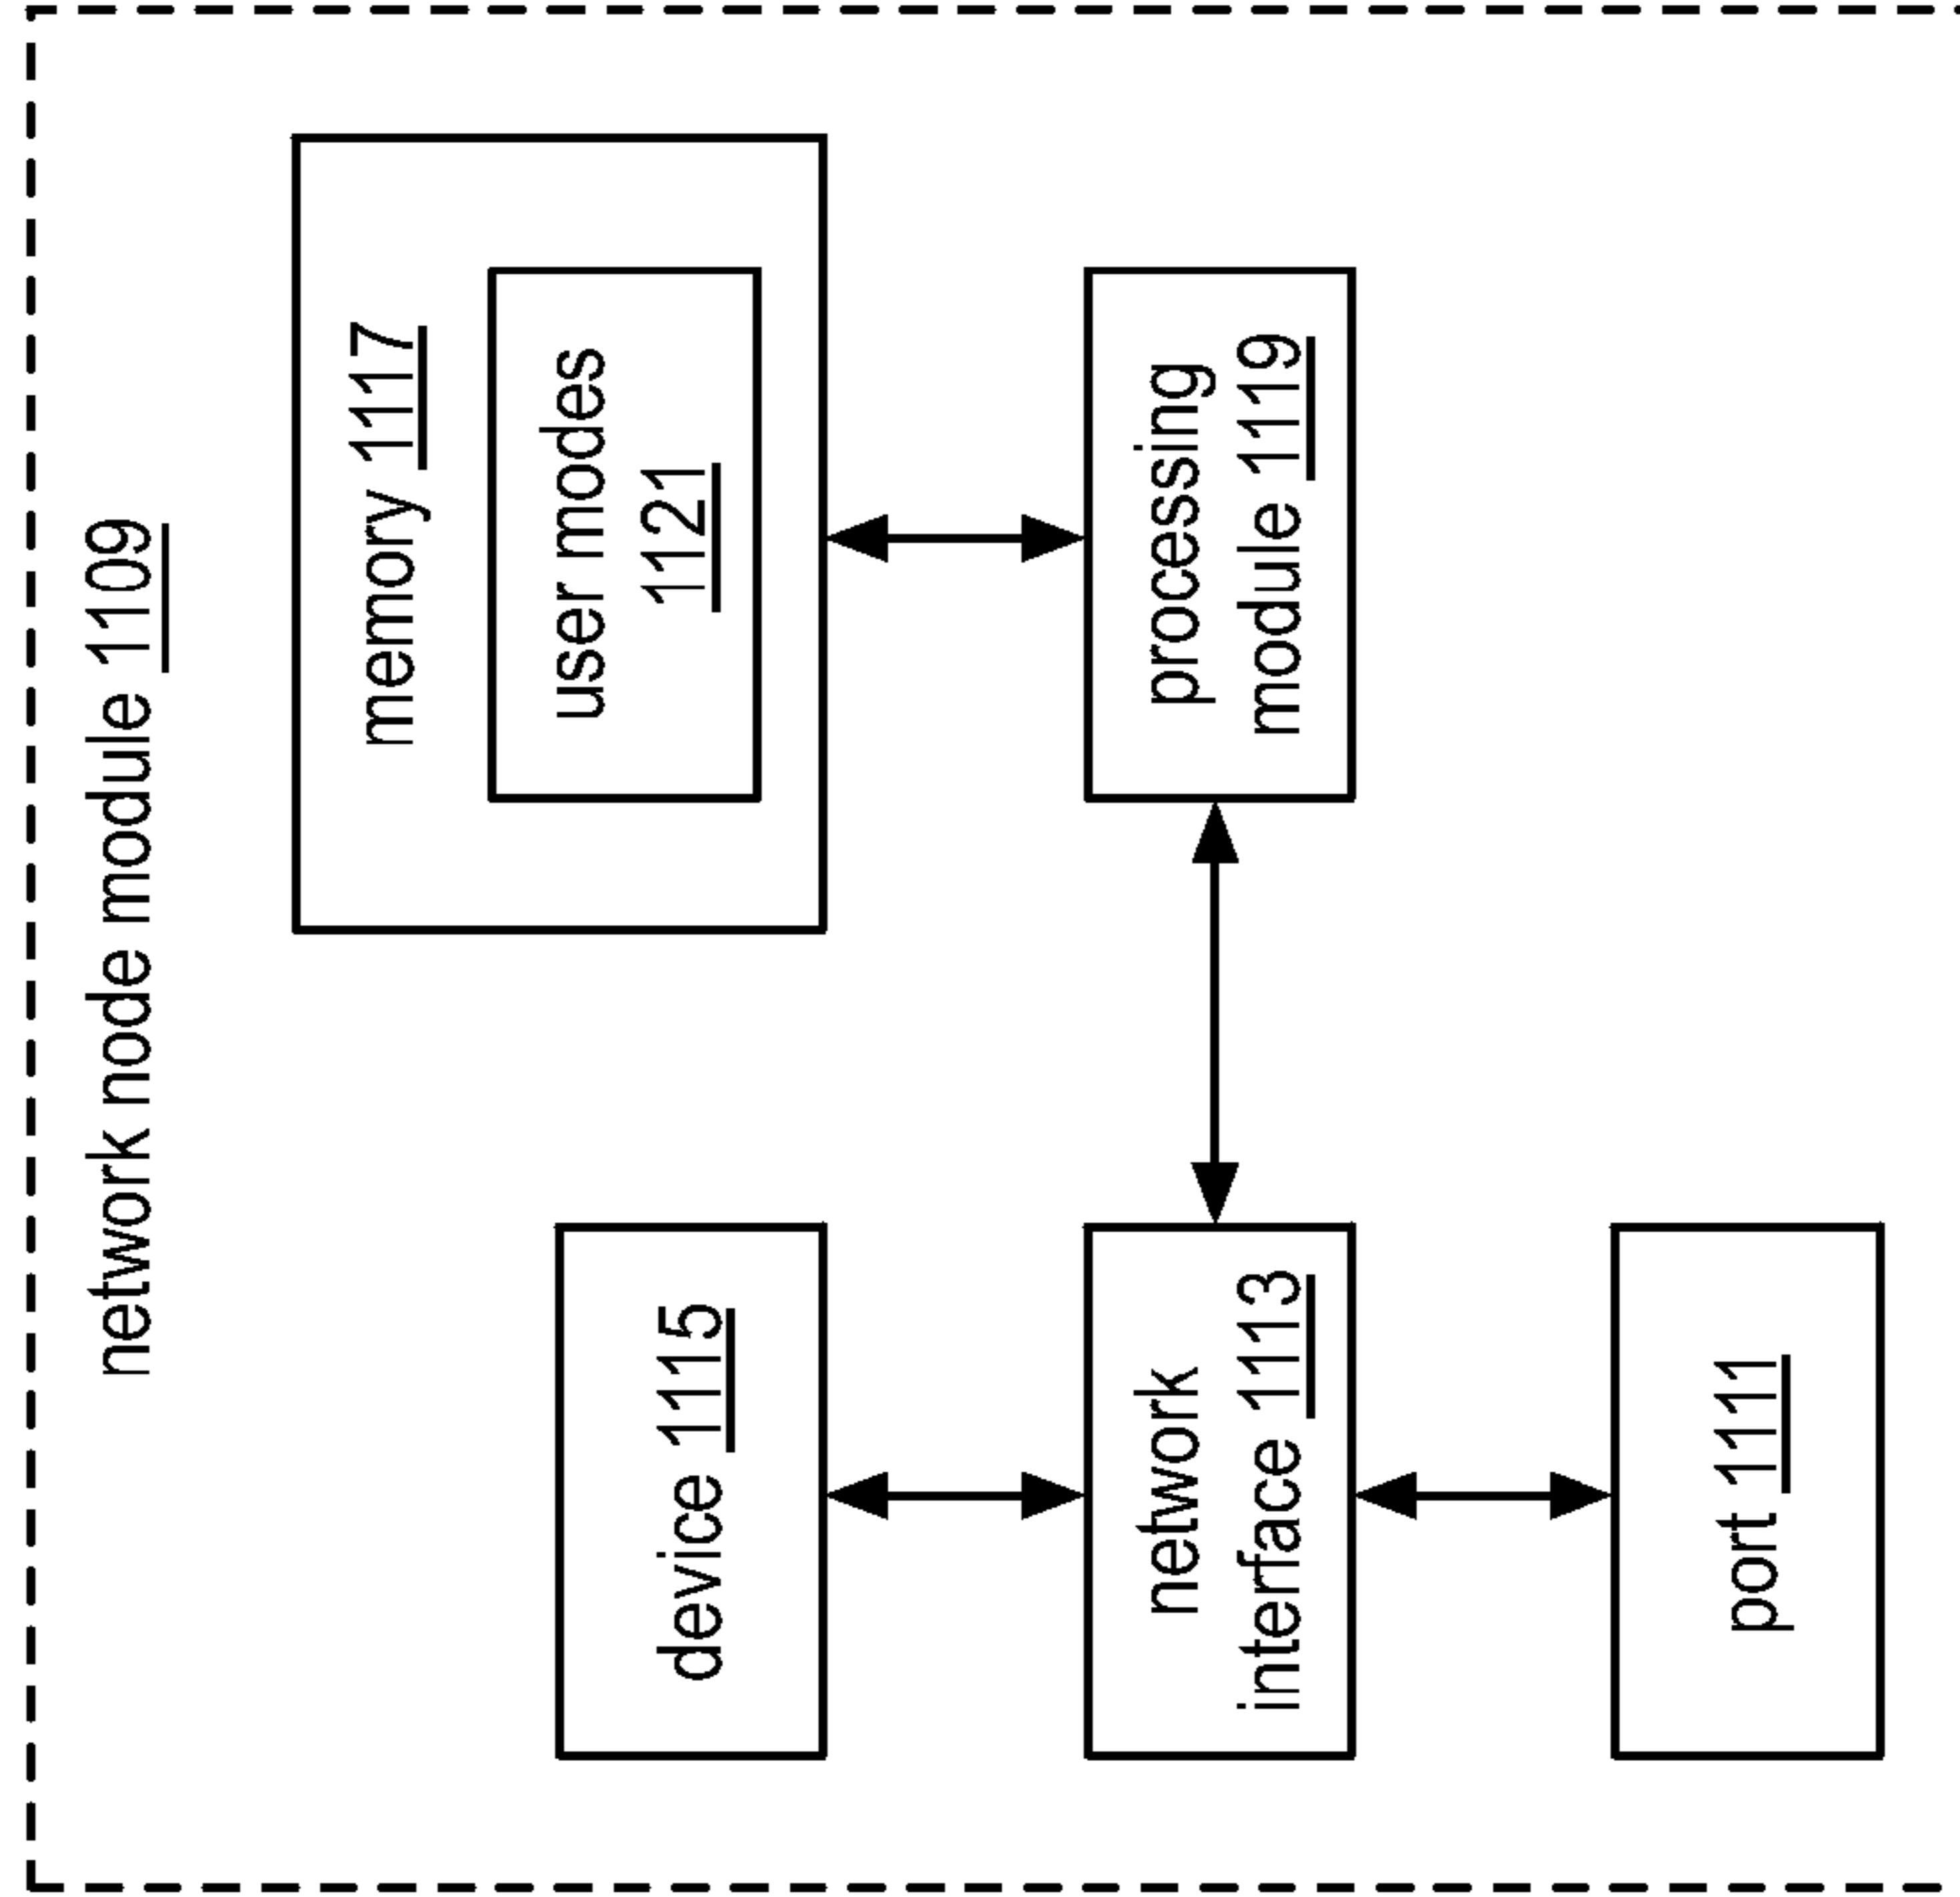 network node module 1109
memory 1117
user modes
1121
device 1115
processing
module 1119
network
interface 1113
port 1111